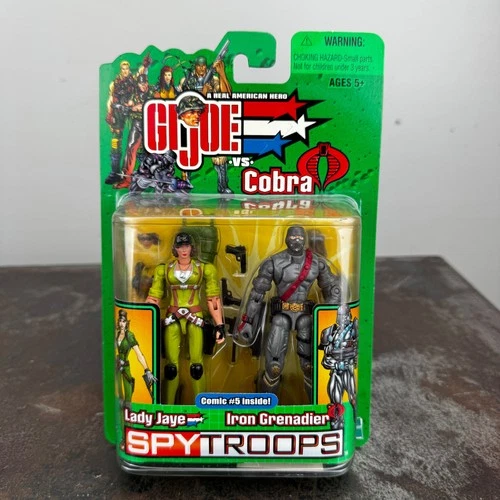 WARNING:
CHOKING HAZARD-Small parts
Not for children under 3 years.
AGES 5+
A REAL AMERICAN HERO
GI JOE
·VS·
Cobra
Comic #5 Inside!
Lady Jaye
Iron Grenadier
SPYTROOPS